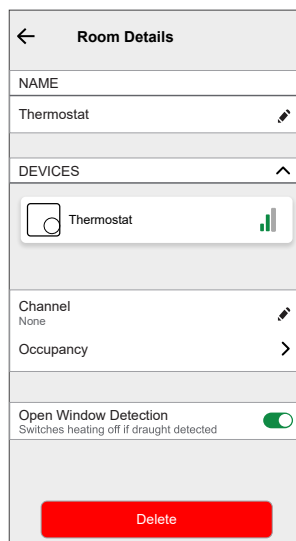 Room Details
NAME
Thermostat
DEVICES
Thermostat
Channel
None
Occupancy
Open Window Detection
Switches heating off if draught detected
Delete